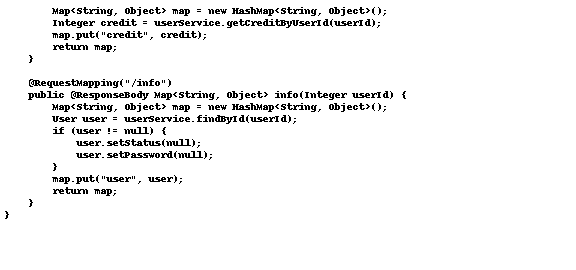 Map<String, Object> map = new HashMap<String, Object>();
Integer credit = userService.getCreditByUserId(userId);
map.put("credit", credit);
return map;
}
@RequestMapping("/info")
public @ResponseBody Map<String, Object> info(Integer userId) {
Map<String, Object> map = new HashMap<String, Object>();
User user = userService.findById(userId);
if (user != null) {
user.setStatus(null);
user.setPassword(null);
}
map.put("user", user);
return map;
}
}